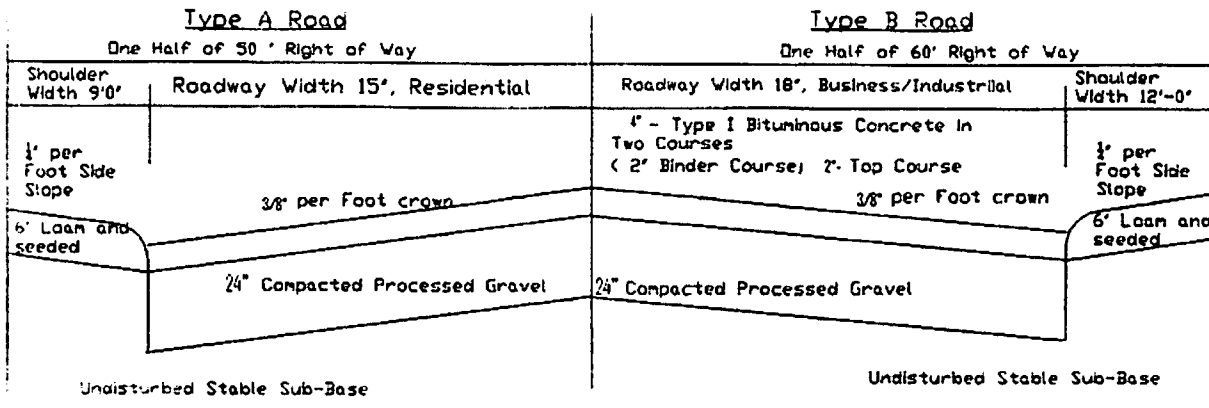 Type A Road
One Half of 50 ' Right of Way
Shoulder
Width 9'0"
Roadway Width 15", Residential
1/2" per
Foot Side
Slope
3/8" per Foot crown
6' Loam and
seeded
24" Compacted Processed Gravel
Undisturbed Stable Sub-Base
Type B Road
One Half of 60' Right of Way
Roadway Width 18", Business/Industrial
Shoulder
Width 12'-0"
4" - Type I Bituminous Concrete In
Two Courses
( 2" Binder Course; 2"- Top Course
per
Foot Side
Slope
3/8" per Foot crown
6' Loam and
seeded
24" Compacted Processed Gravel
Undisturbed Stable Sub-Base